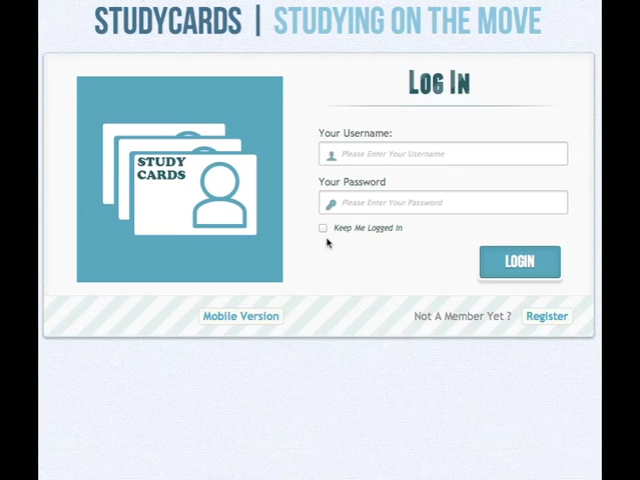 STUDYCARDS | STUDYING ON THE MOVE
STUDY
CARDS
Log In
Your Username:
Please Enter Your Username
Your Password
Please Enter Your Password
Keep Me Logged In
LOGIN
Mobile Version
Not A Member Yet ? Register